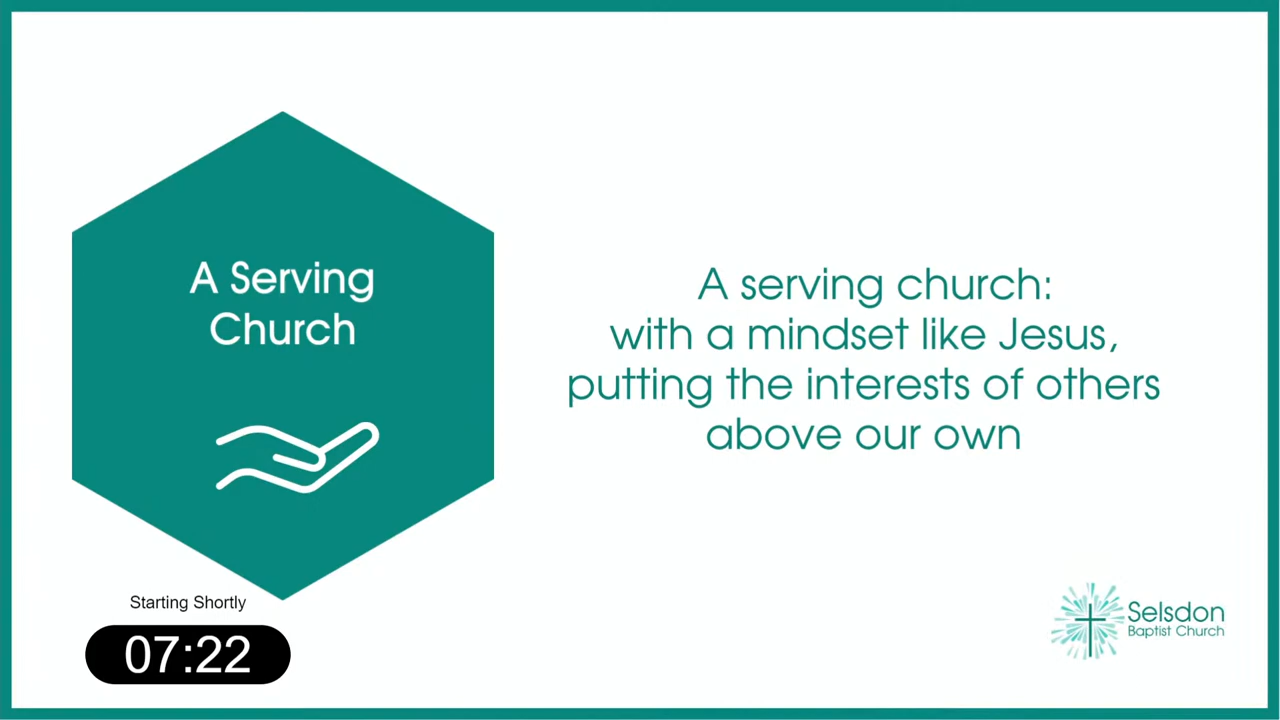 A Serving
Church
A serving church:
with a mindset like Jesus,
putting the interests of others
above our own
Starting Shortly
07:22
Selsdon
Baptist Church